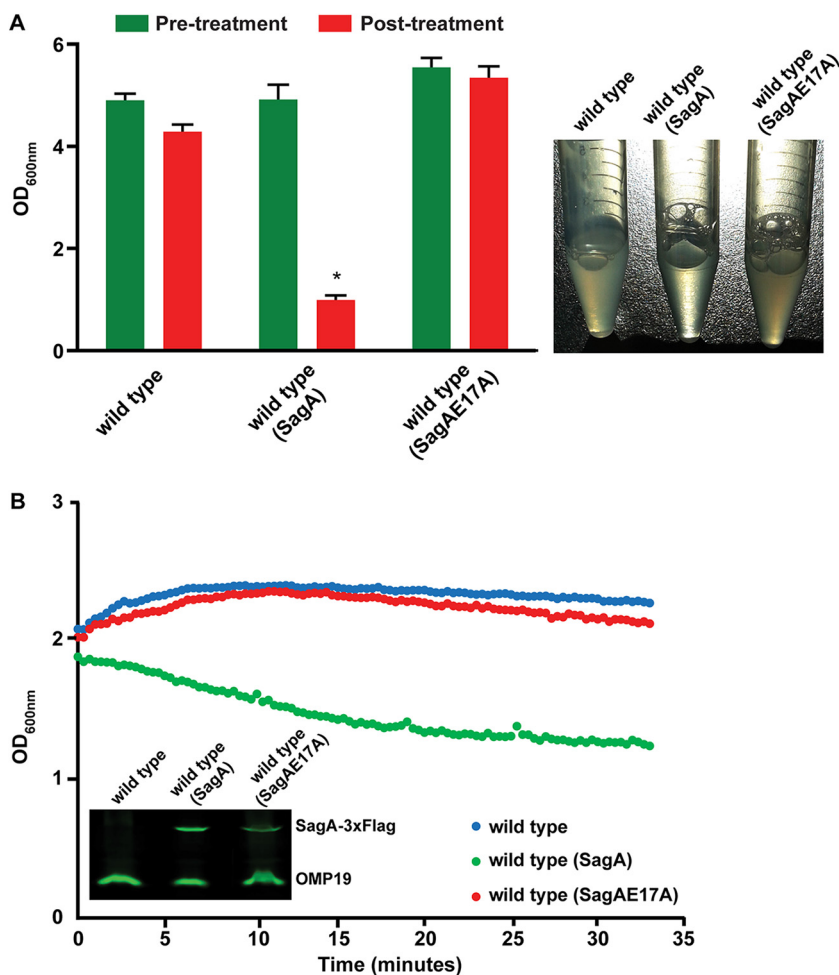 A
Pre-treatment
Post-treatment
OD600nm
6
4
2
0
*
wild type
wild type
(SagA)
wild type
(SagAE17A)
wild type
wild type
(SagA)
wild type
(SagAE17A)
B
OD600nm
3
2
1
0
wild type
wild type
(SagA)
wild type
(SagAE17A)
SagA-3xFlag
OMP19
wild type
wild type (SagA)
wild type (SagAE17A)
0
5
10
15
20
25
30
35
Time (minutes)